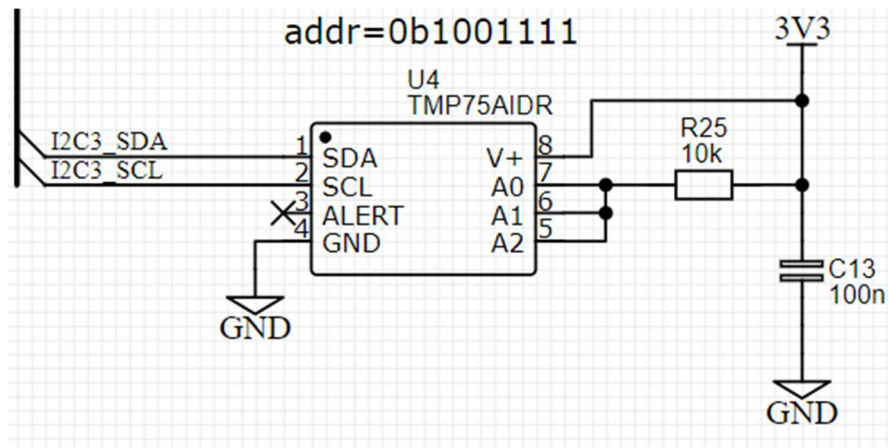 addr=0b1001111
3V3
U4
TMP75AIDR
I2C3_SDA
I2C3_SCL
1
2
3
4
SDA
SCL
ALERT
GND
V+
A0
A1
A2
8
7
6
5
R25
10k
C13
100n
GND
GND